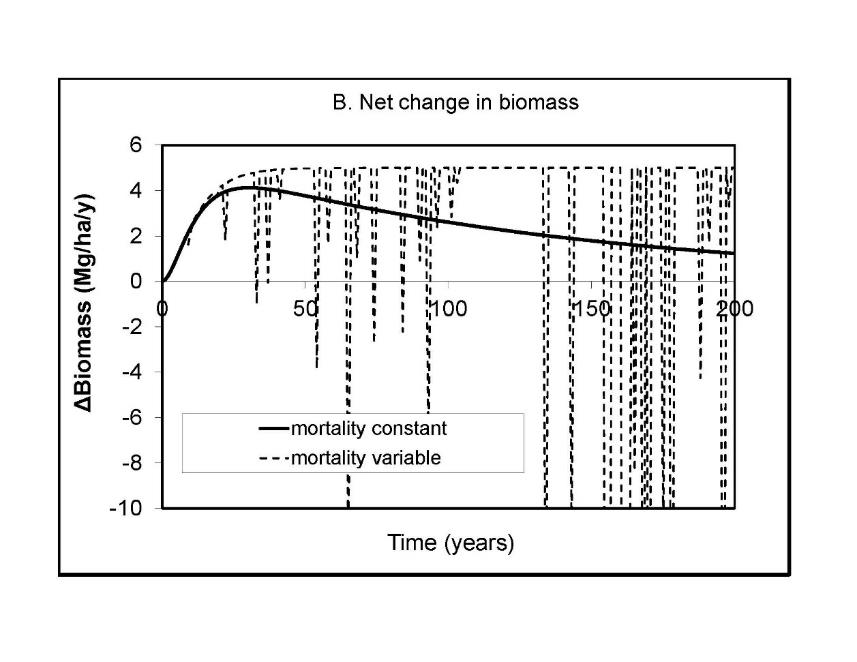 B. Net change in biomass
6
4
2
0
-2
-4
-6
-8
-10
ΔBiomass (Mg/ha/y)
0 50 100 150 200
mortality constant
mortality variable
Time (years)